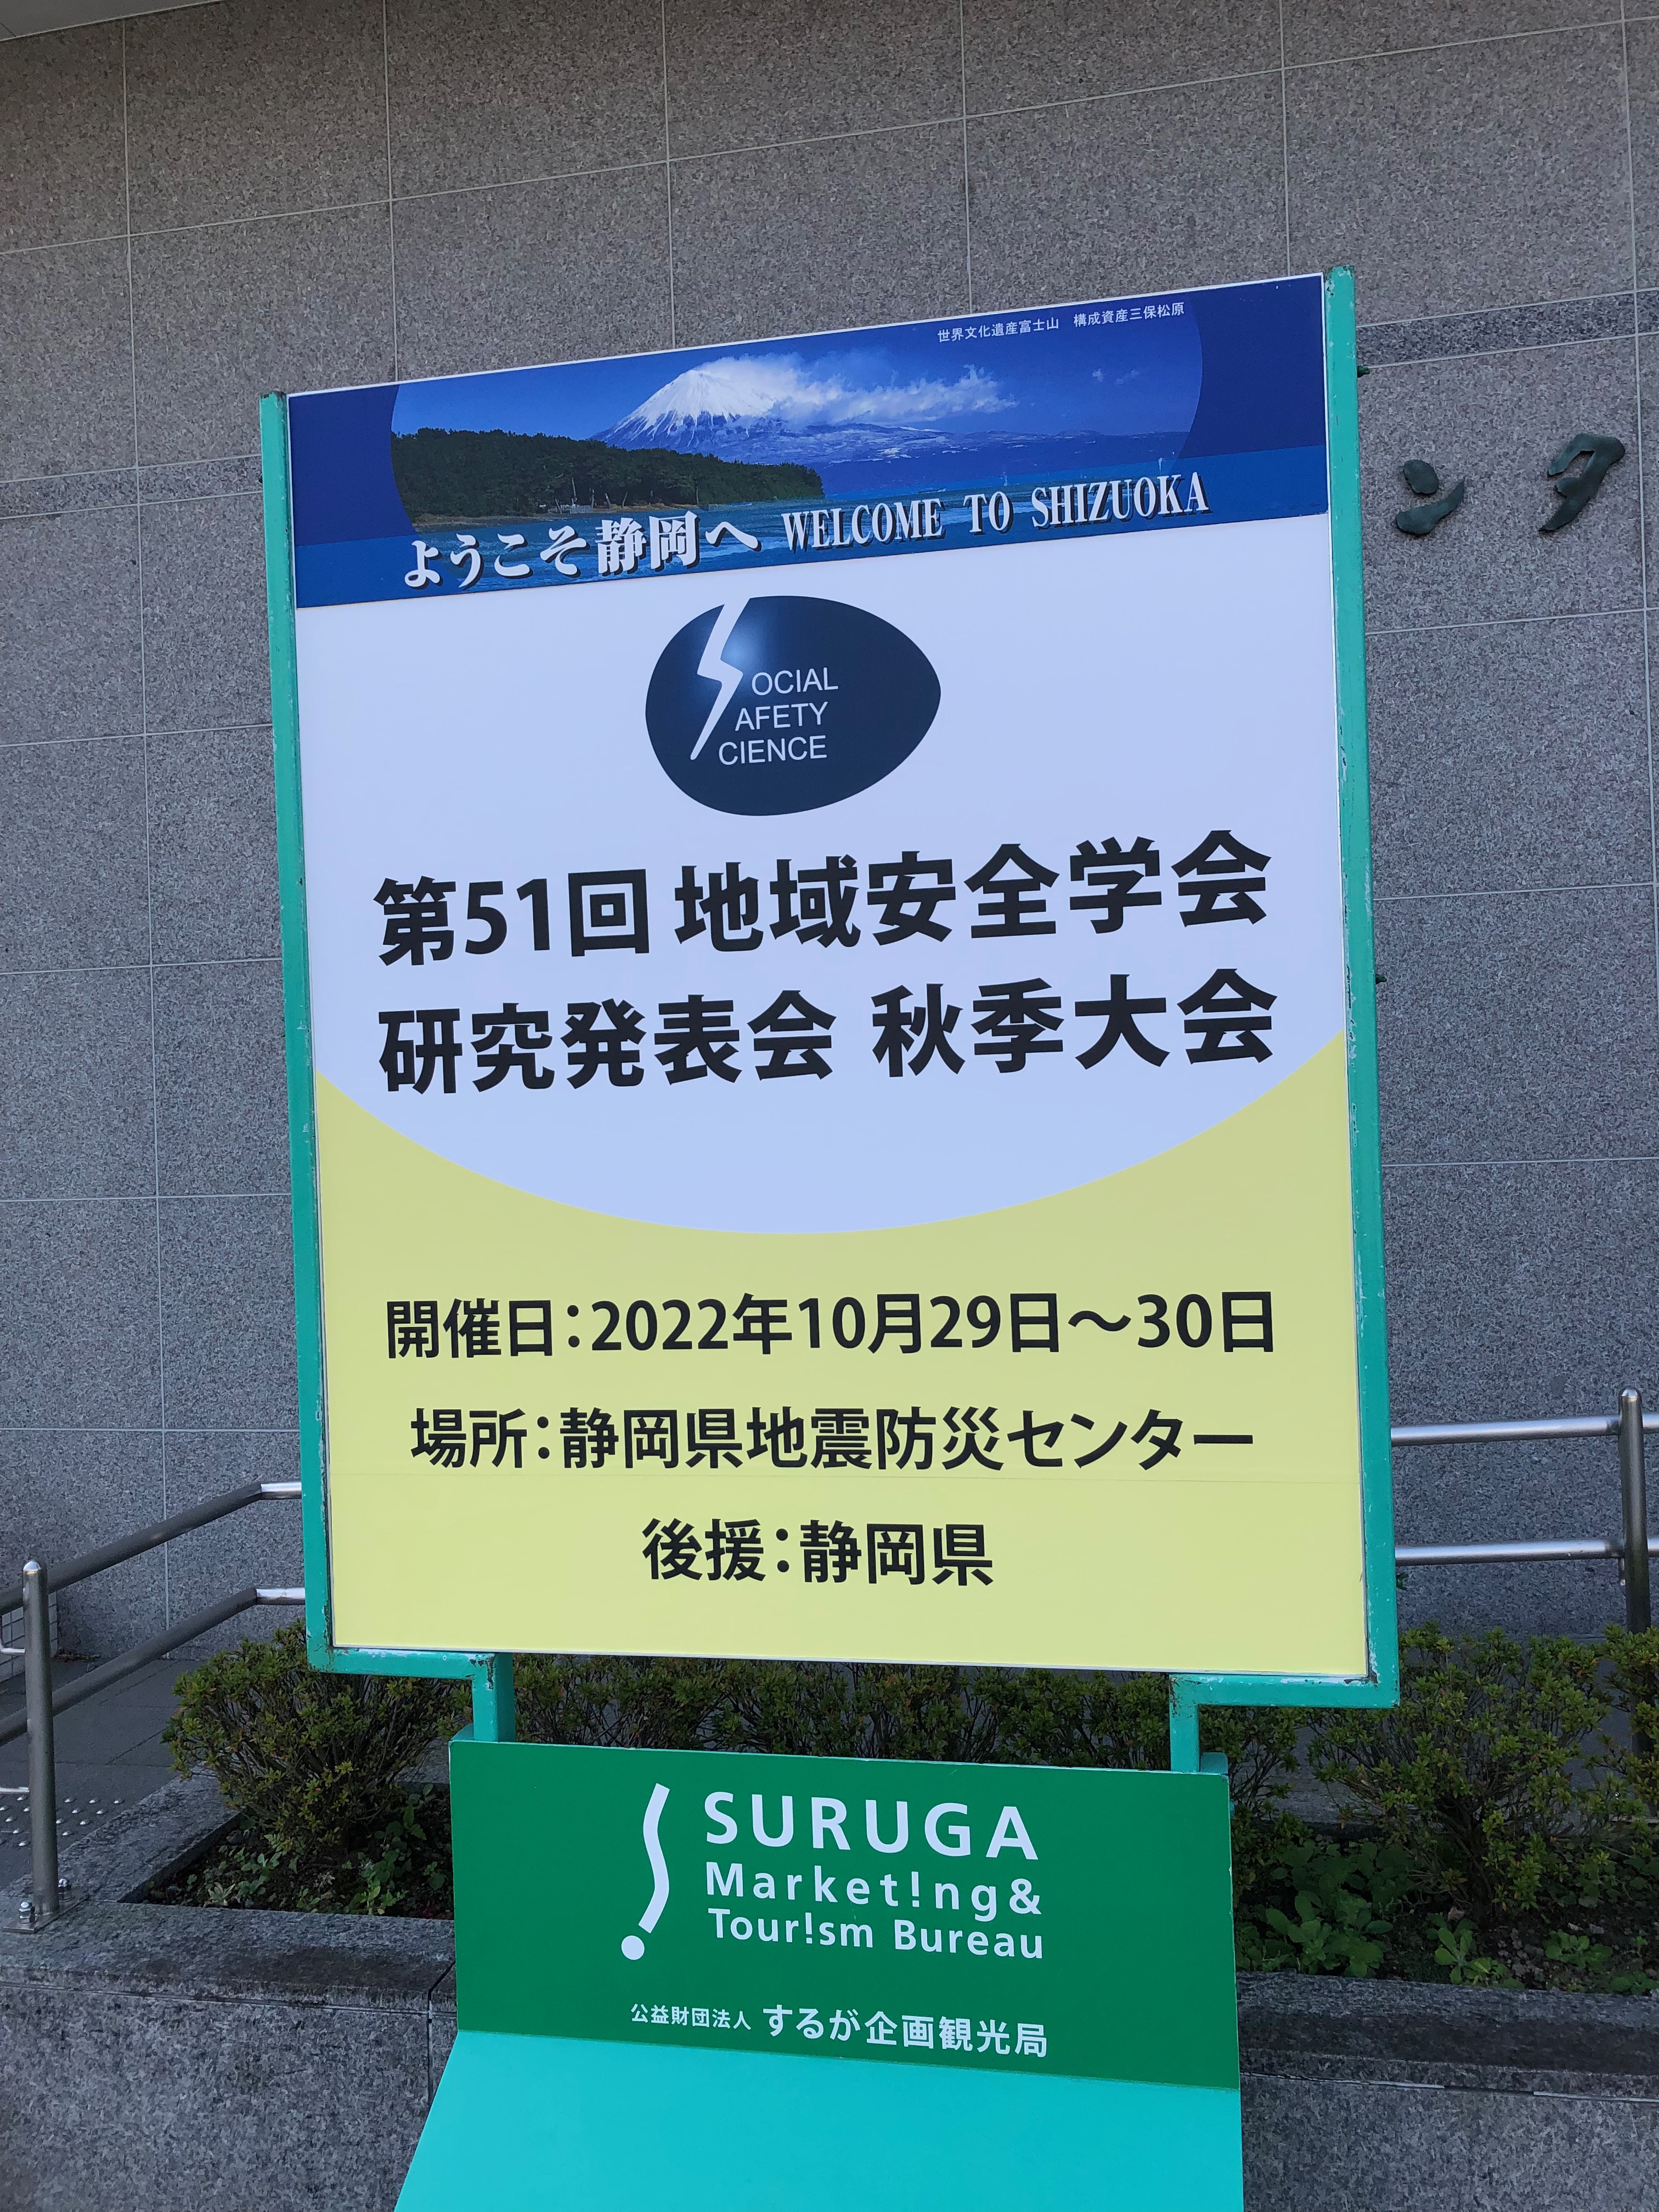 世界文化遺産富士山　構成資産三保松原
ようこそ静岡へ WELCOME TO SHIZUOKA
SOCIAL
SAFETY
SCIENCE
第51回 地域安全学会
研究発表会 秋季大会
開催日：2022年10月29日～30日
場所：静岡県地震防災センター
後援：静岡県
SURUGA
Market!ng&
Tour!sm Bureau
公益財団法人 するが企画観光局
ンタ